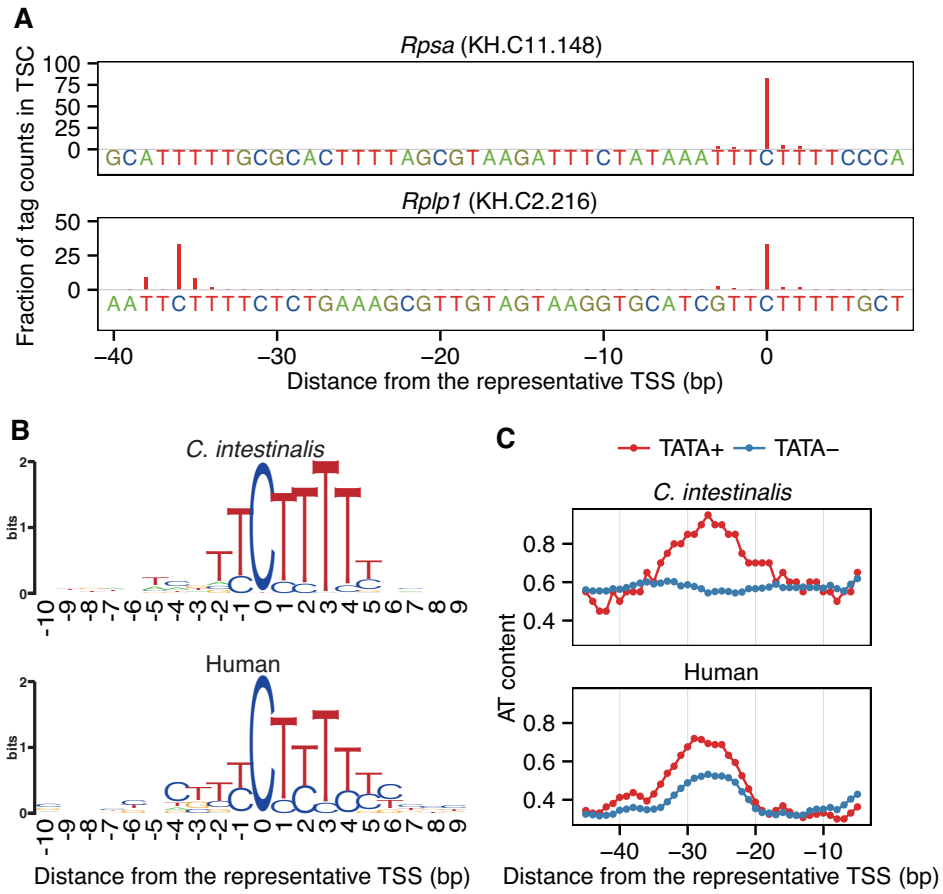 A
Fraction of tag counts in TSC
Rpsa (KH.C11.148)
100
75
50
25
0
GCATTTTTGCGCACTTTTAGCGTAAGATTTCTATAAATTTCTTTTCCCA
Rplp1 (KH.C2.216)
50
25
0
AATTCTTTTCTCTGAAAGCGTTGTAGTAAGGTGCATCGTTCTTTTTGCT
−40 −30 −20 −10 0
Distance from the representative TSS (bp)
B
C. intestinalis
bits
2
1
0
TTCTTTTT
-10 -9 -8 -7 -6 -5 -4 -3 -2 -1 0 1 2 3 4 5 6 7 8 9
Human
bits
2
1
0
CTTTCTTTTTC
-10 -9 -8 -7 -6 -5 -4 -3 -2 -1 0 1 2 3 4 5 6 7 8 9
Distance from the representative TSS (bp)
C
TATA+ TATA−
C. intestinalis
AT content
0.8
0.6
0.4
Human
0.8
0.6
0.4
−40 −30 −20 −10
Distance from the representative TSS (bp)